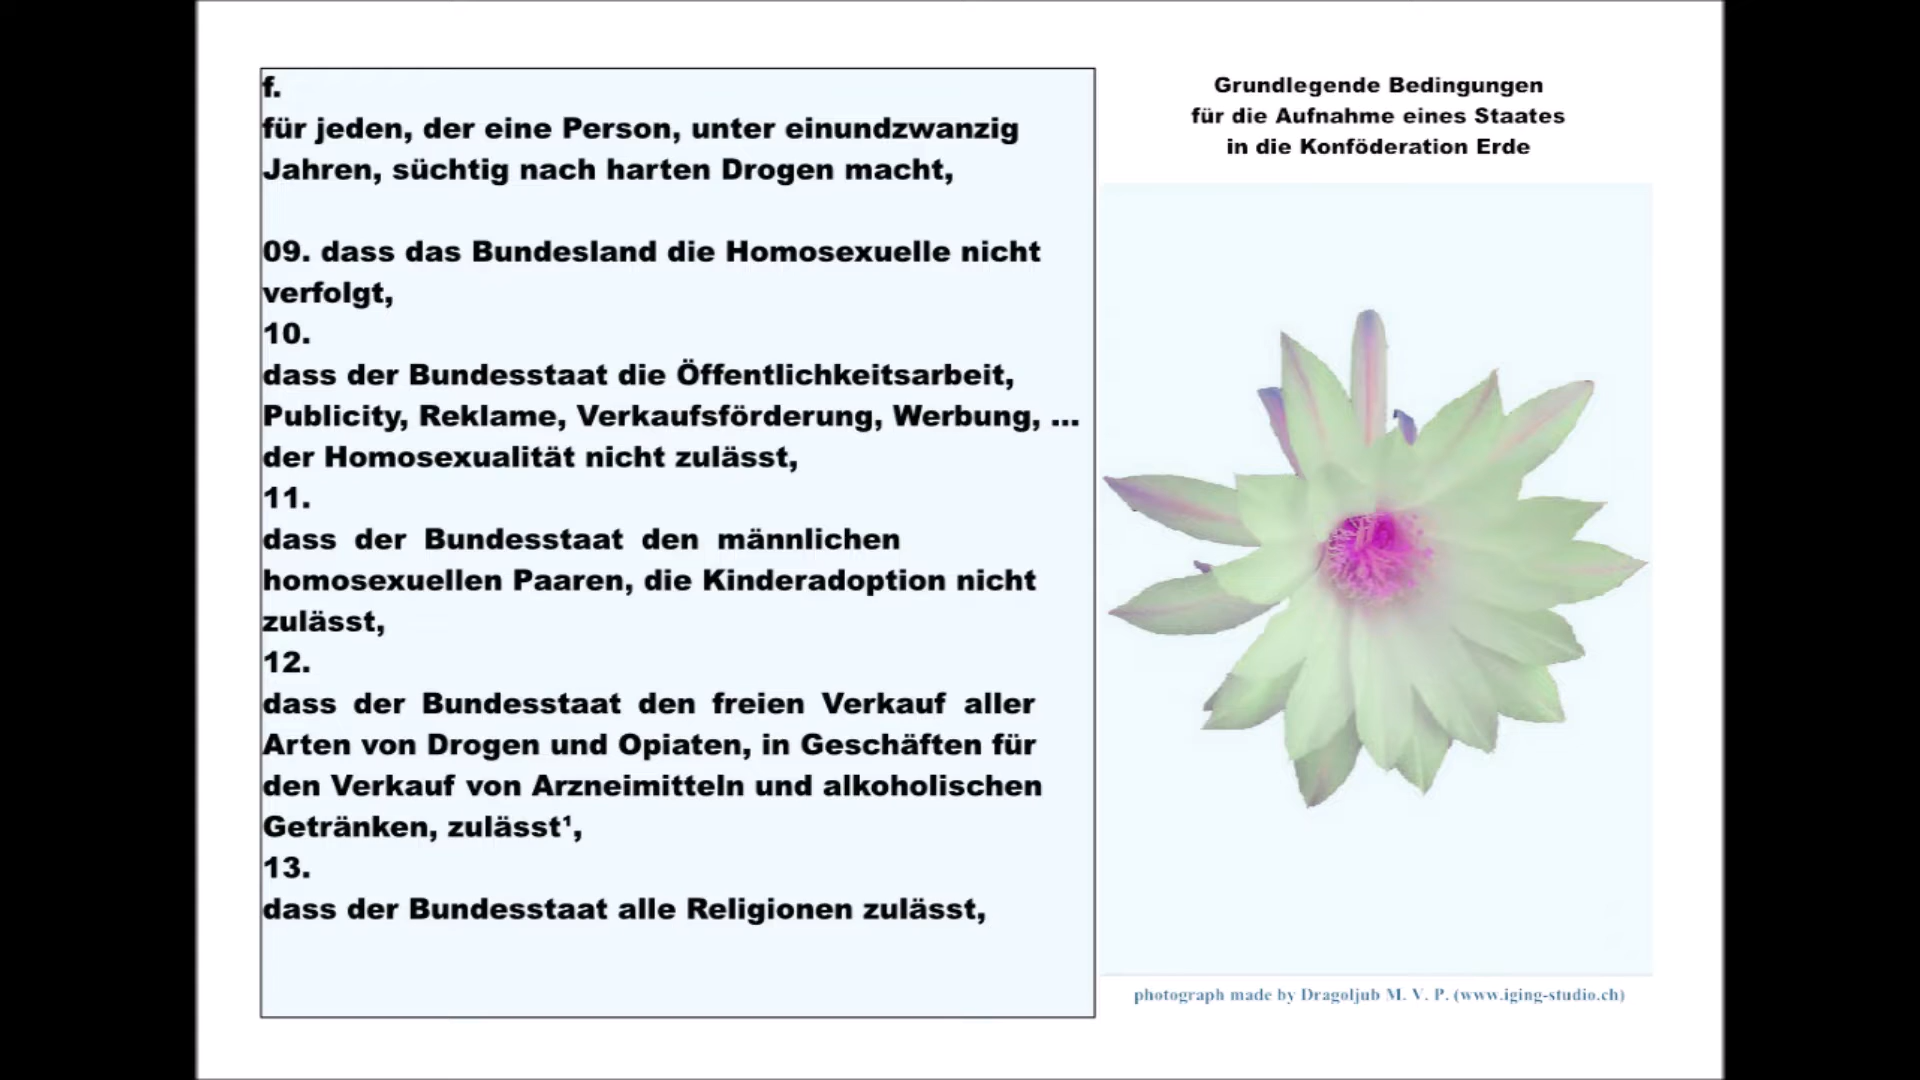 f.
für jeden, der eine Person, unter einundzwanzig
Jahren, süchtig nach harten Drogen macht,
09. dass das Bundesland die Homosexuelle nicht
verfolgt,
10.
dass der Bundesstaat die Öffentlichkeitsarbeit,
Publicity, Reklame, Verkaufsförderung, Werbung, ...
der Homosexualität nicht zulässt,
11.
dass der Bundesstaat den männlichen
homosexuellen Paaren, die Kinderadoption nicht
zulässt,
12.
dass der Bundesstaat den freien Verkauf aller
Arten von Drogen und Opiaten, in Geschäften für
den Verkauf von Arzneimitteln und alkoholischen
Getränken, zulässt¹,
13.
dass der Bundesstaat alle Religionen zulässt,
Grundlegende Bedingungen
für die Aufnahme eines Staates
in die Konföderation Erde
photograph made by Dragoljub M. V. P. (www.iging-studio.ch)